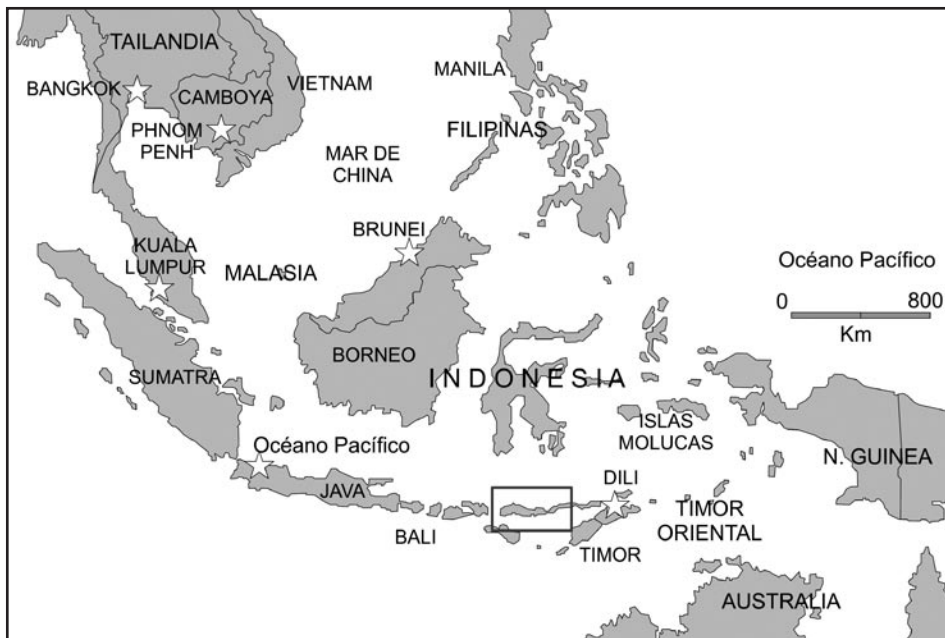 TAILANDIA
BANGKOK
CAMBOYA
VIETNAM
PHNOM
PENH
MANILA
FILIPINAS
MAR DE
CHINA
BRUNEI
KUALA
LUMPUR
MALASIA
Océano Pacífico
0 800
Km
BORNEO
SUMATRA
INDONESIA
ISLAS
MOLUCAS
N. GUINEA
Océano Pacífico
JAVA
DILI
TIMOR
ORIENTAL
BALI
TIMOR
AUSTRALIA